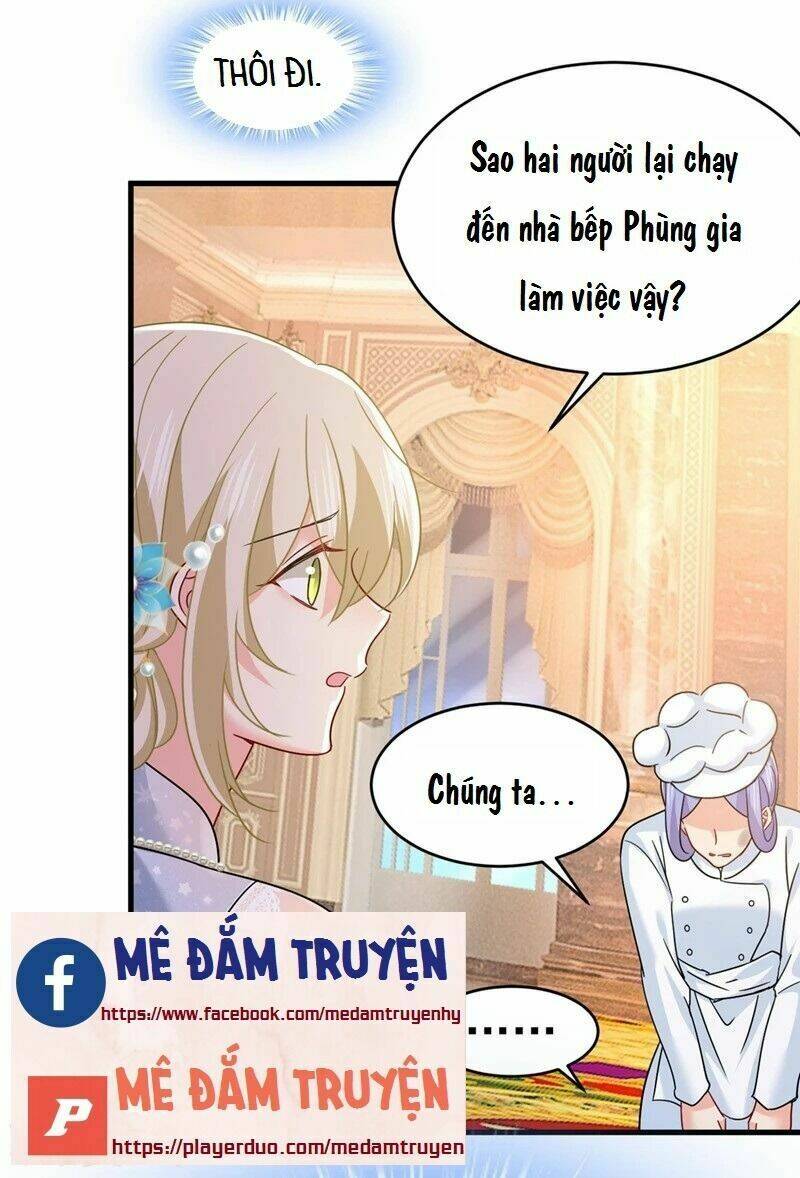 THÔI ĐI.
Sao hai người lại chạy
đến nhà bếp Phùng gia
làm việc vậy?
Chúng ta...
.......
f MÊ ĐẮM TRUYỆN
https://www.facebook.com/medamtruyenhy
P MÊ ĐẮM TRUYỆN
https://playerduo.com/medamtruyen